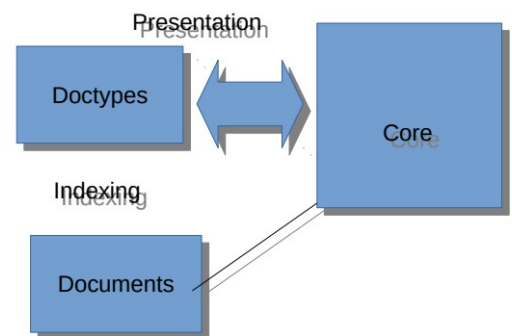 Presentation
Doctypes
Core
Indexing
Documents